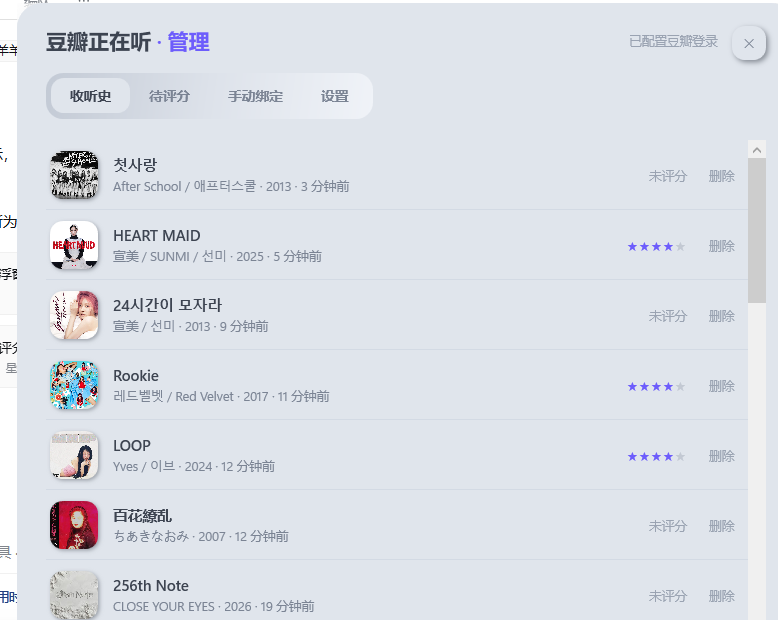 豆瓣正在听 · 管理
已配置豆瓣登录
收听史 待评分 手动绑定 设置
첫사랑
After School / 애프터스쿨 · 2013 · 3 分钟前
未评分 删除
HEART MAID
宣美 / SUNMI / 선미 · 2025 · 5 分钟前
★★★★★ 删除
24시간이 모자라
宣美 / 선미 · 2013 · 9 分钟前
未评分 删除
Rookie
레드벨벳 / Red Velvet · 2017 · 11 分钟前
★★★★★ 删除
LOOP
Yves / 이브 · 2024 · 12 分钟前
★★★★★ 删除
百花繚乱
ちあきなおみ · 2007 · 12 分钟前
未评分 删除
256th Note
CLOSE YOUR EYES · 2026 · 19 分钟前
未评分 删除
HEART MAID